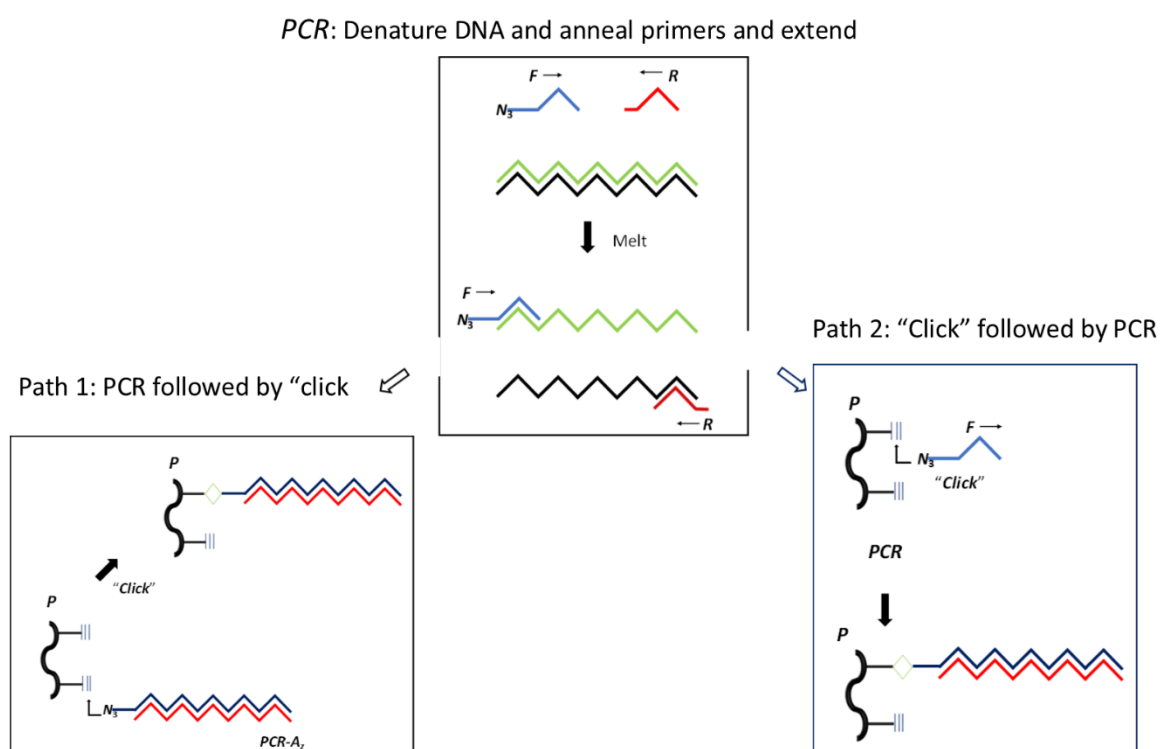 PCR: Denature DNA and anneal primers and extend
F → ← R
N₃
Melt
F →
N₃
← R
Path 1: PCR followed by “click
P
“Click”
P
N₃
PCR-Az
Path 2: “Click” followed by PCR
P
F →
N₃
“Click”
PCR
P